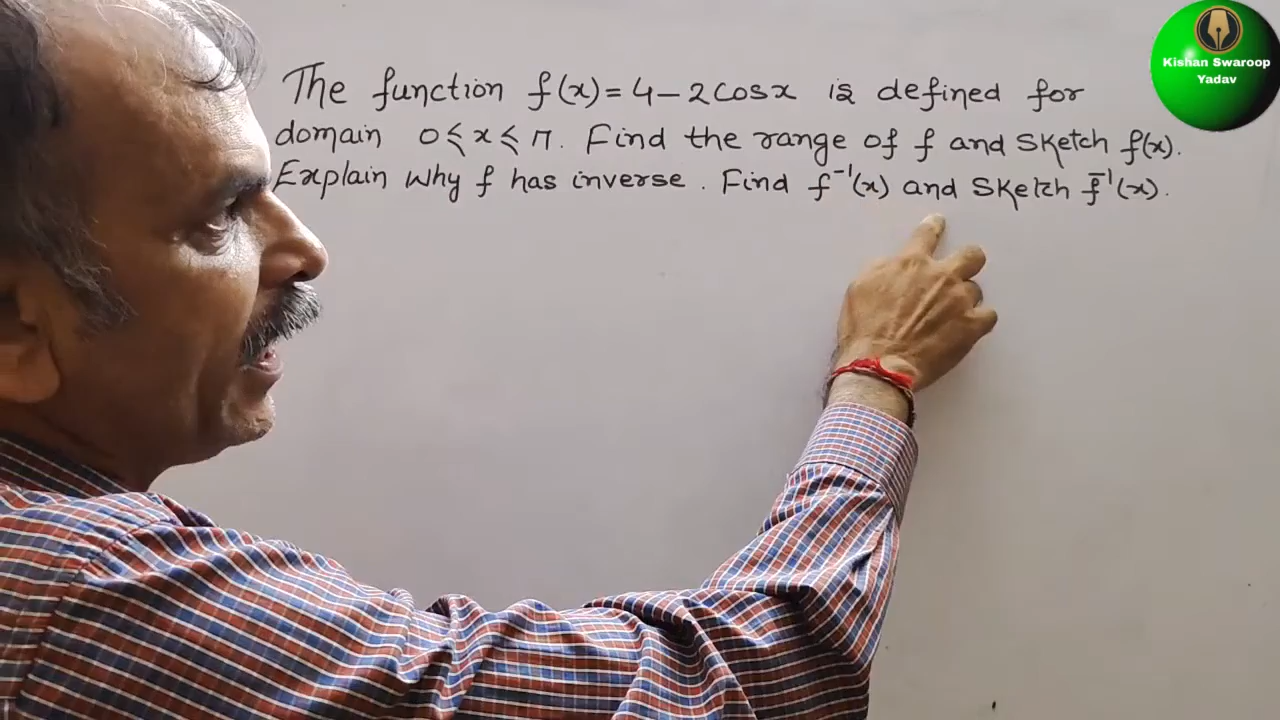 The function f(x) = 4 - 2cosx is defined for
domain 0 ≤ x ≤ π. Find the range of f and Sketch f(x).
Explain why f has inverse. Find f⁻¹(x) and Sketch f⁻¹(x).
Kishan Swaroop
Yadav